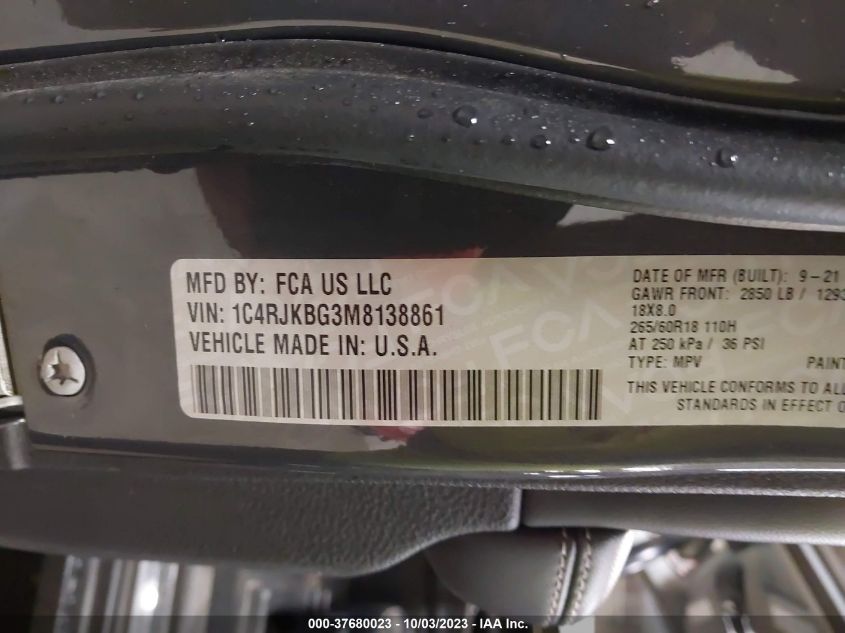 MFD BY: FCA US LLC
VIN: 1C4RJKBG3M8138861
VEHICLE MADE IN: U.S.A.
DATE OF MFR (BUILT): 9-21
GAWR FRONT: 2850 LB / 1293
18X8.0
265/60R18 110H
AT 250 kPa / 36 PSI
TYPE: MPV PAINT
THIS VEHICLE CONFORMS TO ALL
STANDARDS IN EFFECT O
000-37680023 - 10/03/2023 - IAA Inc.